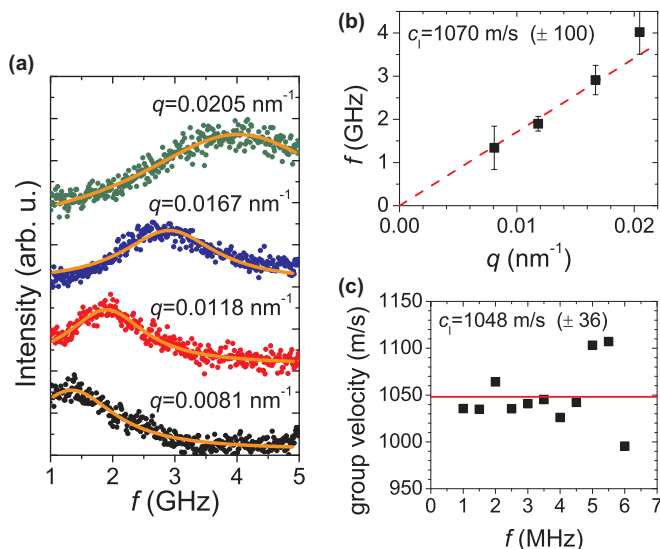 (a)
q=0.0205 nm⁻¹
q=0.0167 nm⁻¹
q=0.0118 nm⁻¹
q=0.0081 nm⁻¹
Intensity (arb. u.)
1 2 3 4 5
f (GHz)
(b)
c_l=1070 m/s (± 100)
4
3
2
1
0
f (GHz)
0.00 0.01 0.02
q (nm⁻¹)
(c)
c_l=1048 m/s (± 36)
1150
1100
1050
1000
950
group velocity (m/s)
0 1 2 3 4 5 6 7
f (MHz)